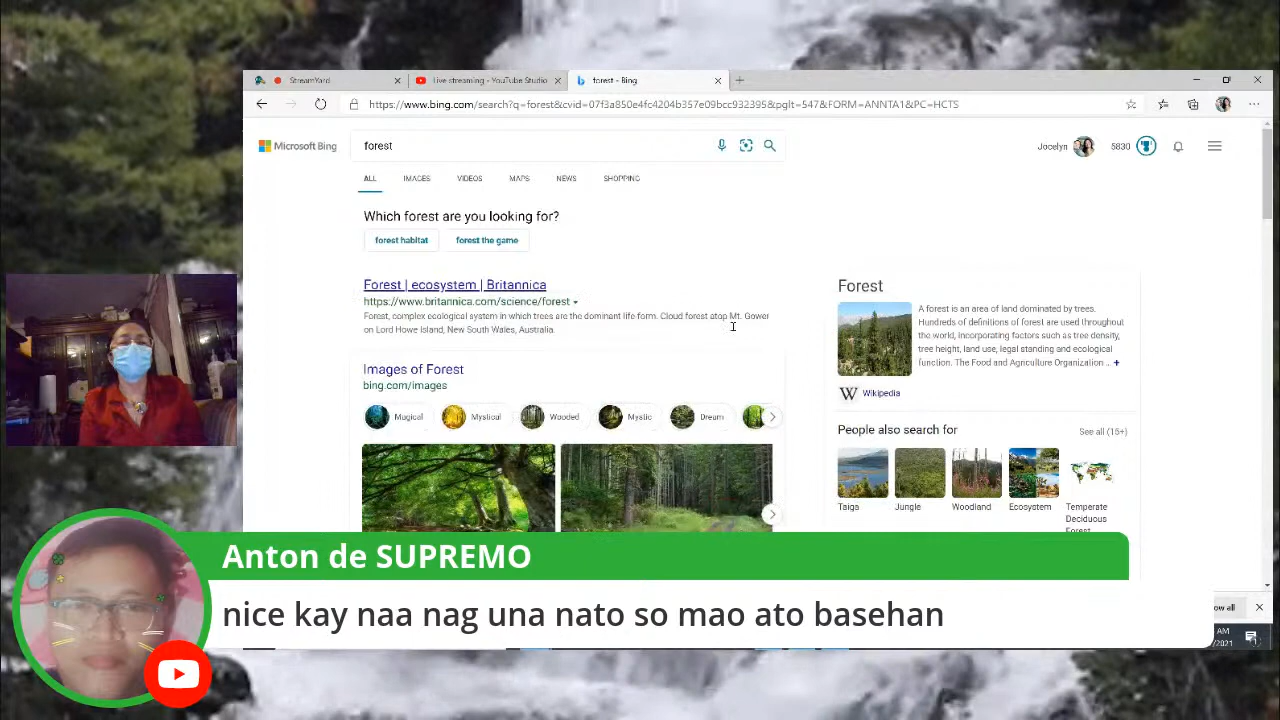 StreamYard
Live streaming - YouTube Studio
forest - Bing
https://www.bing.com/search?q=forest&cvid=07f3a850e4fc4204b357e09bcc932395&pglt=547&FORM=ANNTA1&PC=HCTS
Microsoft Bing
forest
Jocelyn
5830
ALL
IMAGES
VIDEOS
MAPS
NEWS
SHOPPING
Which forest are you looking for?
forest habitat
forest the game
Forest | ecosystem | Britannica
https://www.britannica.com/science/forest
Forest, complex ecological system in which trees are the dominant life-form. Cloud forest atop Mt. Gower
on Lord Howe Island, New South Wales, Australia.
Images of Forest
bing.com/images
Magical
Mystical
Wooded
Mystic
Dream
Forest
A forest is an area of land dominated by trees.
Hundreds of definitions of forest are used throughout
the world, incorporating factors such as tree density,
tree height, land use, legal standing and ecological
function. The Food and Agriculture Organization ... +
Wikipedia
People also search for
See all (15+)
Taiga
Jungle
Woodland
Ecosystem
Temperate
Deciduous
Forest
ow all
AM
/2021
Anton de SUPREMO
nice kay naa nag una nato so mao ato basehan